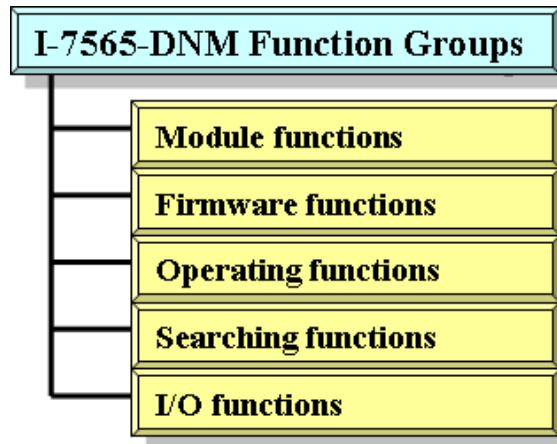 I-7565-DNM Function Groups
Module functions
Firmware functions
Operating functions
Searching functions
I/O functions